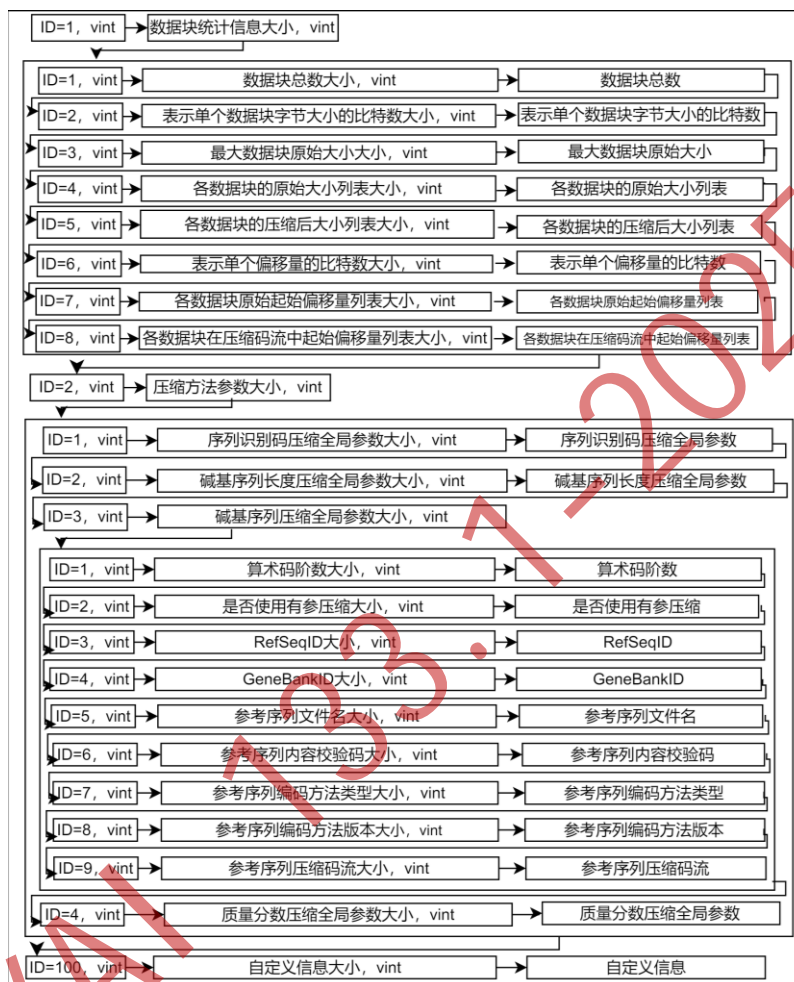 ID=1, vint 数据块统计信息大小, vint
ID=1, vint 数据块总数大小, vint 数据块总数
ID=2, vint 表示单个数据块字节大小的比特数大小, vint 表示单个数据块字节大小的比特数
ID=3, vint 最大数据块原始大小大小, vint 最大数据块原始大小
ID=4, vint 各数据块的原始大小列表大小, vint 各数据块的原始大小列表
ID=5, vint 各数据块的压缩后大小列表大小, vint 各数据块的压缩后大小列表
ID=6, vint 表示单个偏移量的比特数大小, vint 表示单个偏移量的比特数
ID=7, vint 各数据块原始起始偏移量列表大小, vint 各数据块原始起始偏移量列表
ID=8, vint 各数据块在压缩码流中起始偏移量列表大小, vint 各数据块在压缩码流中起始偏移量列表
ID=2, vint 压缩方法参数大小, vint
ID=1, vint 序列识别码压缩全局参数大小, vint 序列识别码压缩全局参数
ID=2, vint 碱基序列长度压缩全局参数大小, vint 碱基序列长度压缩全局参数
ID=3, vint 碱基序列压缩全局参数大小, vint
ID=1, vint 算术码阶数大小, vint 算术码阶数
ID=2, vint 是否使用有参压缩大小, vint 是否使用有参压缩
ID=3, vint RefSeqID大小, vint RefSeqID
ID=4, vint GeneBankID大小, vint GeneBankID
ID=5, vint 参考序列文件名大小, vint 参考序列文件名
ID=6, vint 参考序列内容校验码大小, vint 参考序列内容校验码
ID=7, vint 参考序列编码方法类型大小, vint 参考序列编码方法类型
ID=8, vint 参考序列编码方法版本大小, vint 参考序列编码方法版本
ID=9, vint 参考序列压缩码流大小, vint 参考序列压缩码流
ID=4, vint 质量分数压缩全局参数大小, vint 质量分数压缩全局参数
ID=100, vint 自定义信息大小, vint 自定义信息
AI 133.1-202